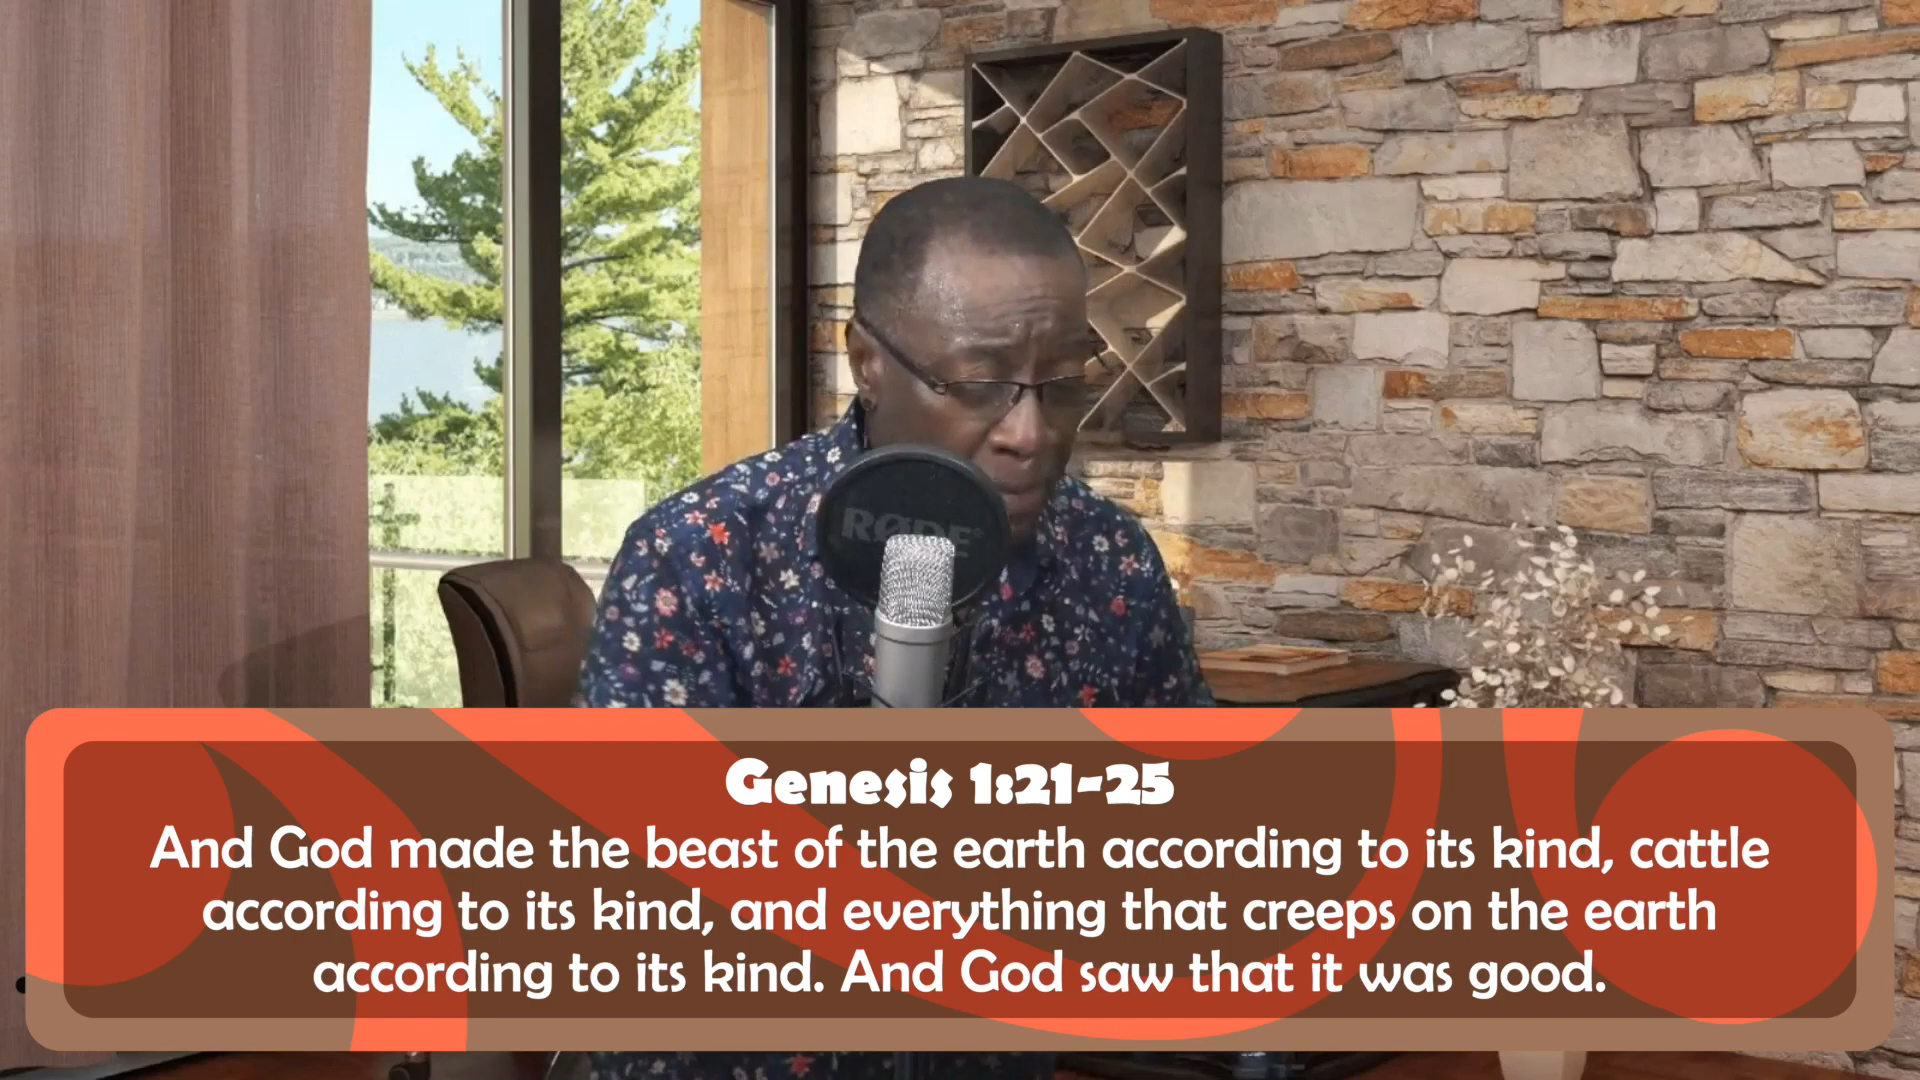 RØDE
Genesis 1:21-25
And God made the beast of the earth according to its kind, cattle
according to its kind, and everything that creeps on the earth
according to its kind. And God saw that it was good.